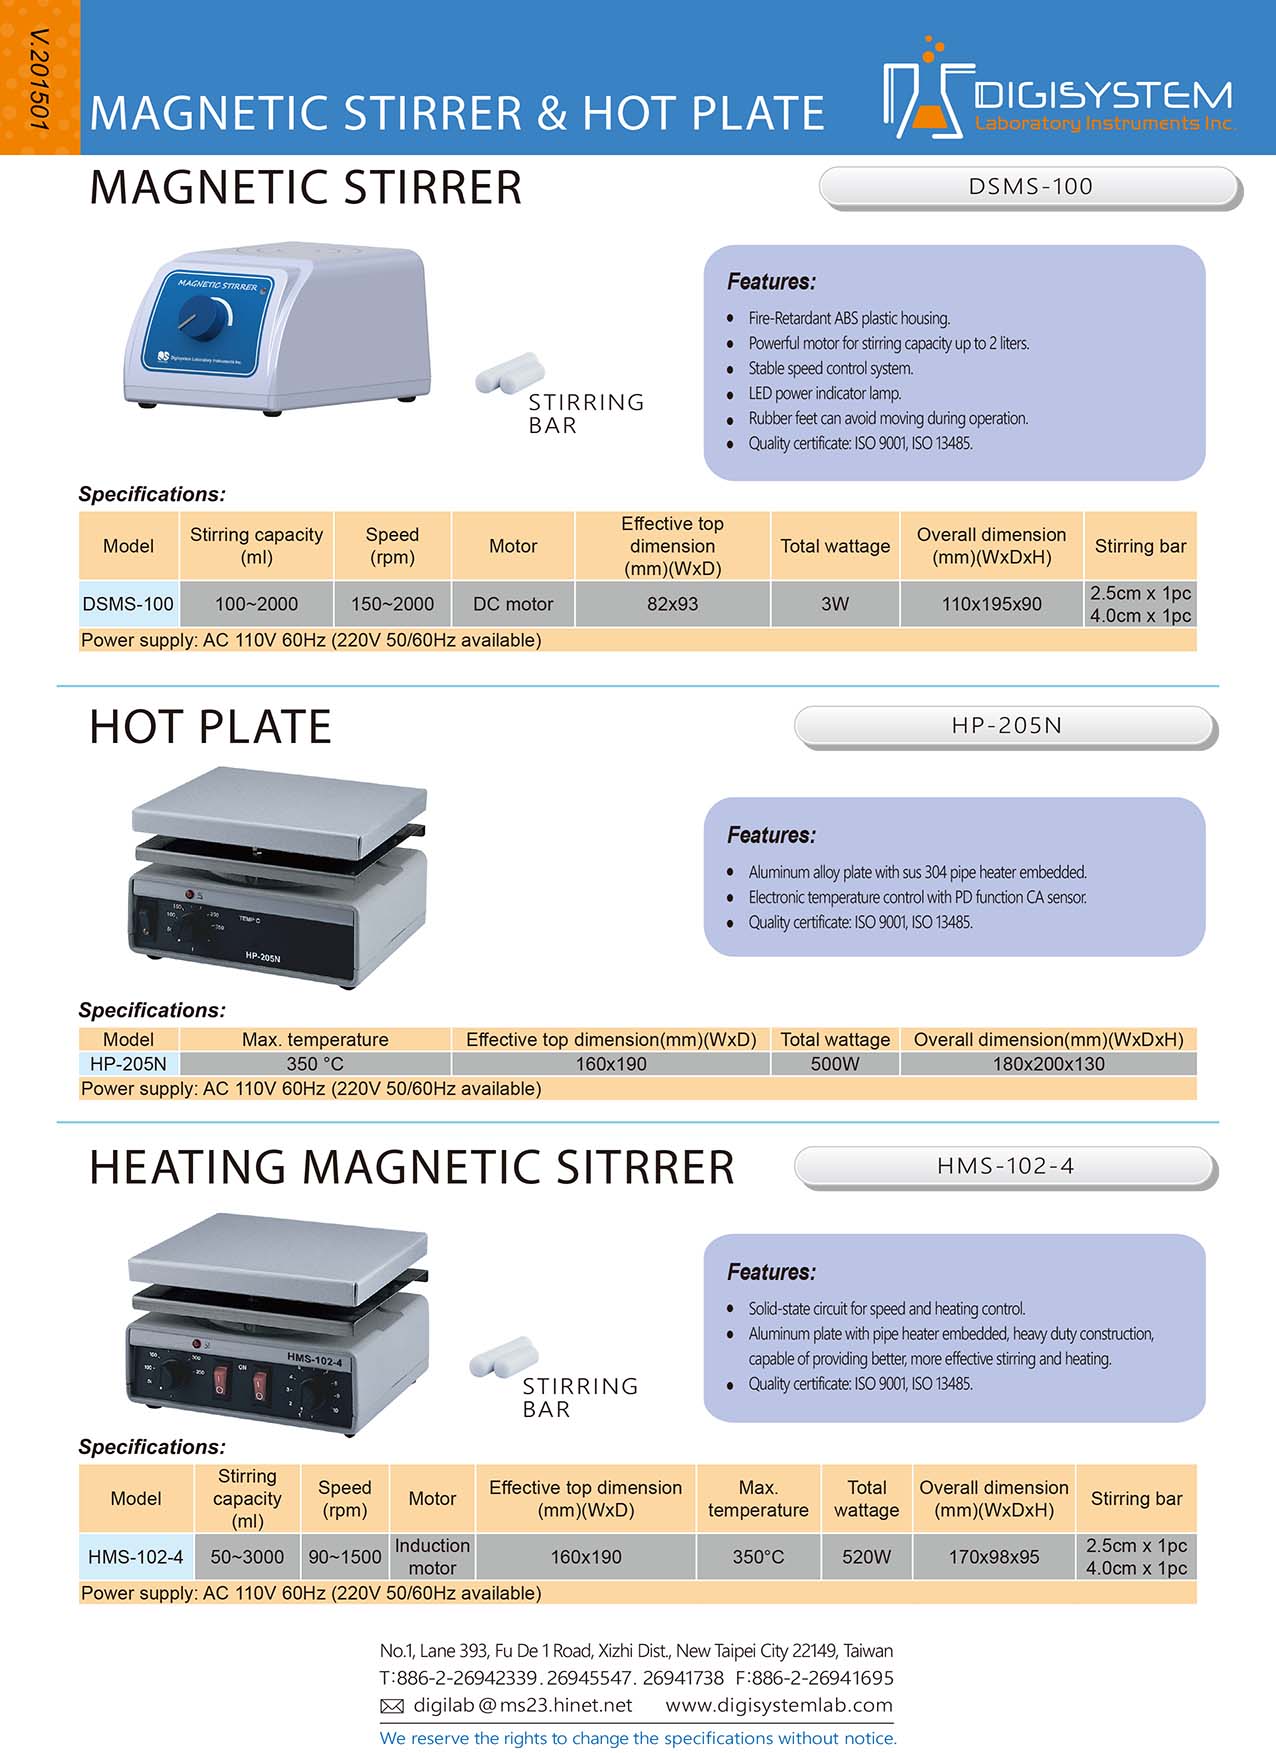 V.201501
MAGNETIC STIRRER & HOT PLATE
DIGISYSTEM
Laboratory Instruments Inc.
MAGNETIC STIRRER
DSMS-100
MAGNETIC STIRRER
Digisystem Laboratory Instruments Inc.
STIRRING
BAR
Features:
Fire-Retardant ABS plastic housing.
Powerful motor for stirring capacity up to 2 liters.
Stable speed control system.
LED power indicator lamp.
Rubber feet can avoid moving during operation.
Quality certificate: ISO 9001, ISO 13485.
Specifications:
Model Stirring capacity (ml) Speed (rpm) Motor Effective top dimension (mm)(WxD) Total wattage Overall dimension (mm)(WxDxH) Stirring bar
DSMS-100 100~2000 150~2000 DC motor 82x93 3W 110x195x90 2.5cm x 1pc 4.0cm x 1pc
Power supply: AC 110V 60Hz (220V 50/60Hz available)
HOT PLATE
HP-205N
TEMP°C
HP-205N
Features:
Aluminum alloy plate with sus 304 pipe heater embedded.
Electronic temperature control with PD function CA sensor.
Quality certificate: ISO 9001, ISO 13485.
Specifications:
Model Max. temperature Effective top dimension(mm)(WxD) Total wattage Overall dimension(mm)(WxDxH)
HP-205N 350 °C 160x190 500W 180x200x130
Power supply: AC 110V 60Hz (220V 50/60Hz available)
HEATING MAGNETIC SITRRER
HMS-102-4
HMS-102-4
ON
STIRRING
BAR
Features:
Solid-state circuit for speed and heating control.
Aluminum plate with pipe heater embedded, heavy duty construction,
capable of providing better, more effective stirring and heating.
Quality certificate: ISO 9001, ISO 13485.
Specifications:
Model Stirring capacity (ml) Speed (rpm) Motor Effective top dimension (mm)(WxD) Max. temperature Total wattage Overall dimension (mm)(WxDxH) Stirring bar
HMS-102-4 50~3000 90~1500 Induction motor 160x190 350°C 520W 170x98x95 2.5cm x 1pc 4.0cm x 1pc
Power supply: AC 110V 60Hz (220V 50/60Hz available)
No.1, Lane 393, Fu De 1 Road, Xizhi Dist., New Taipei City 22149, Taiwan
T:886-2-26942339. 26945547. 26941738 F:886-2-26941695
digilab@ms23.hinet.net www.digisystemlab.com
We reserve the rights to change the specifications without notice.